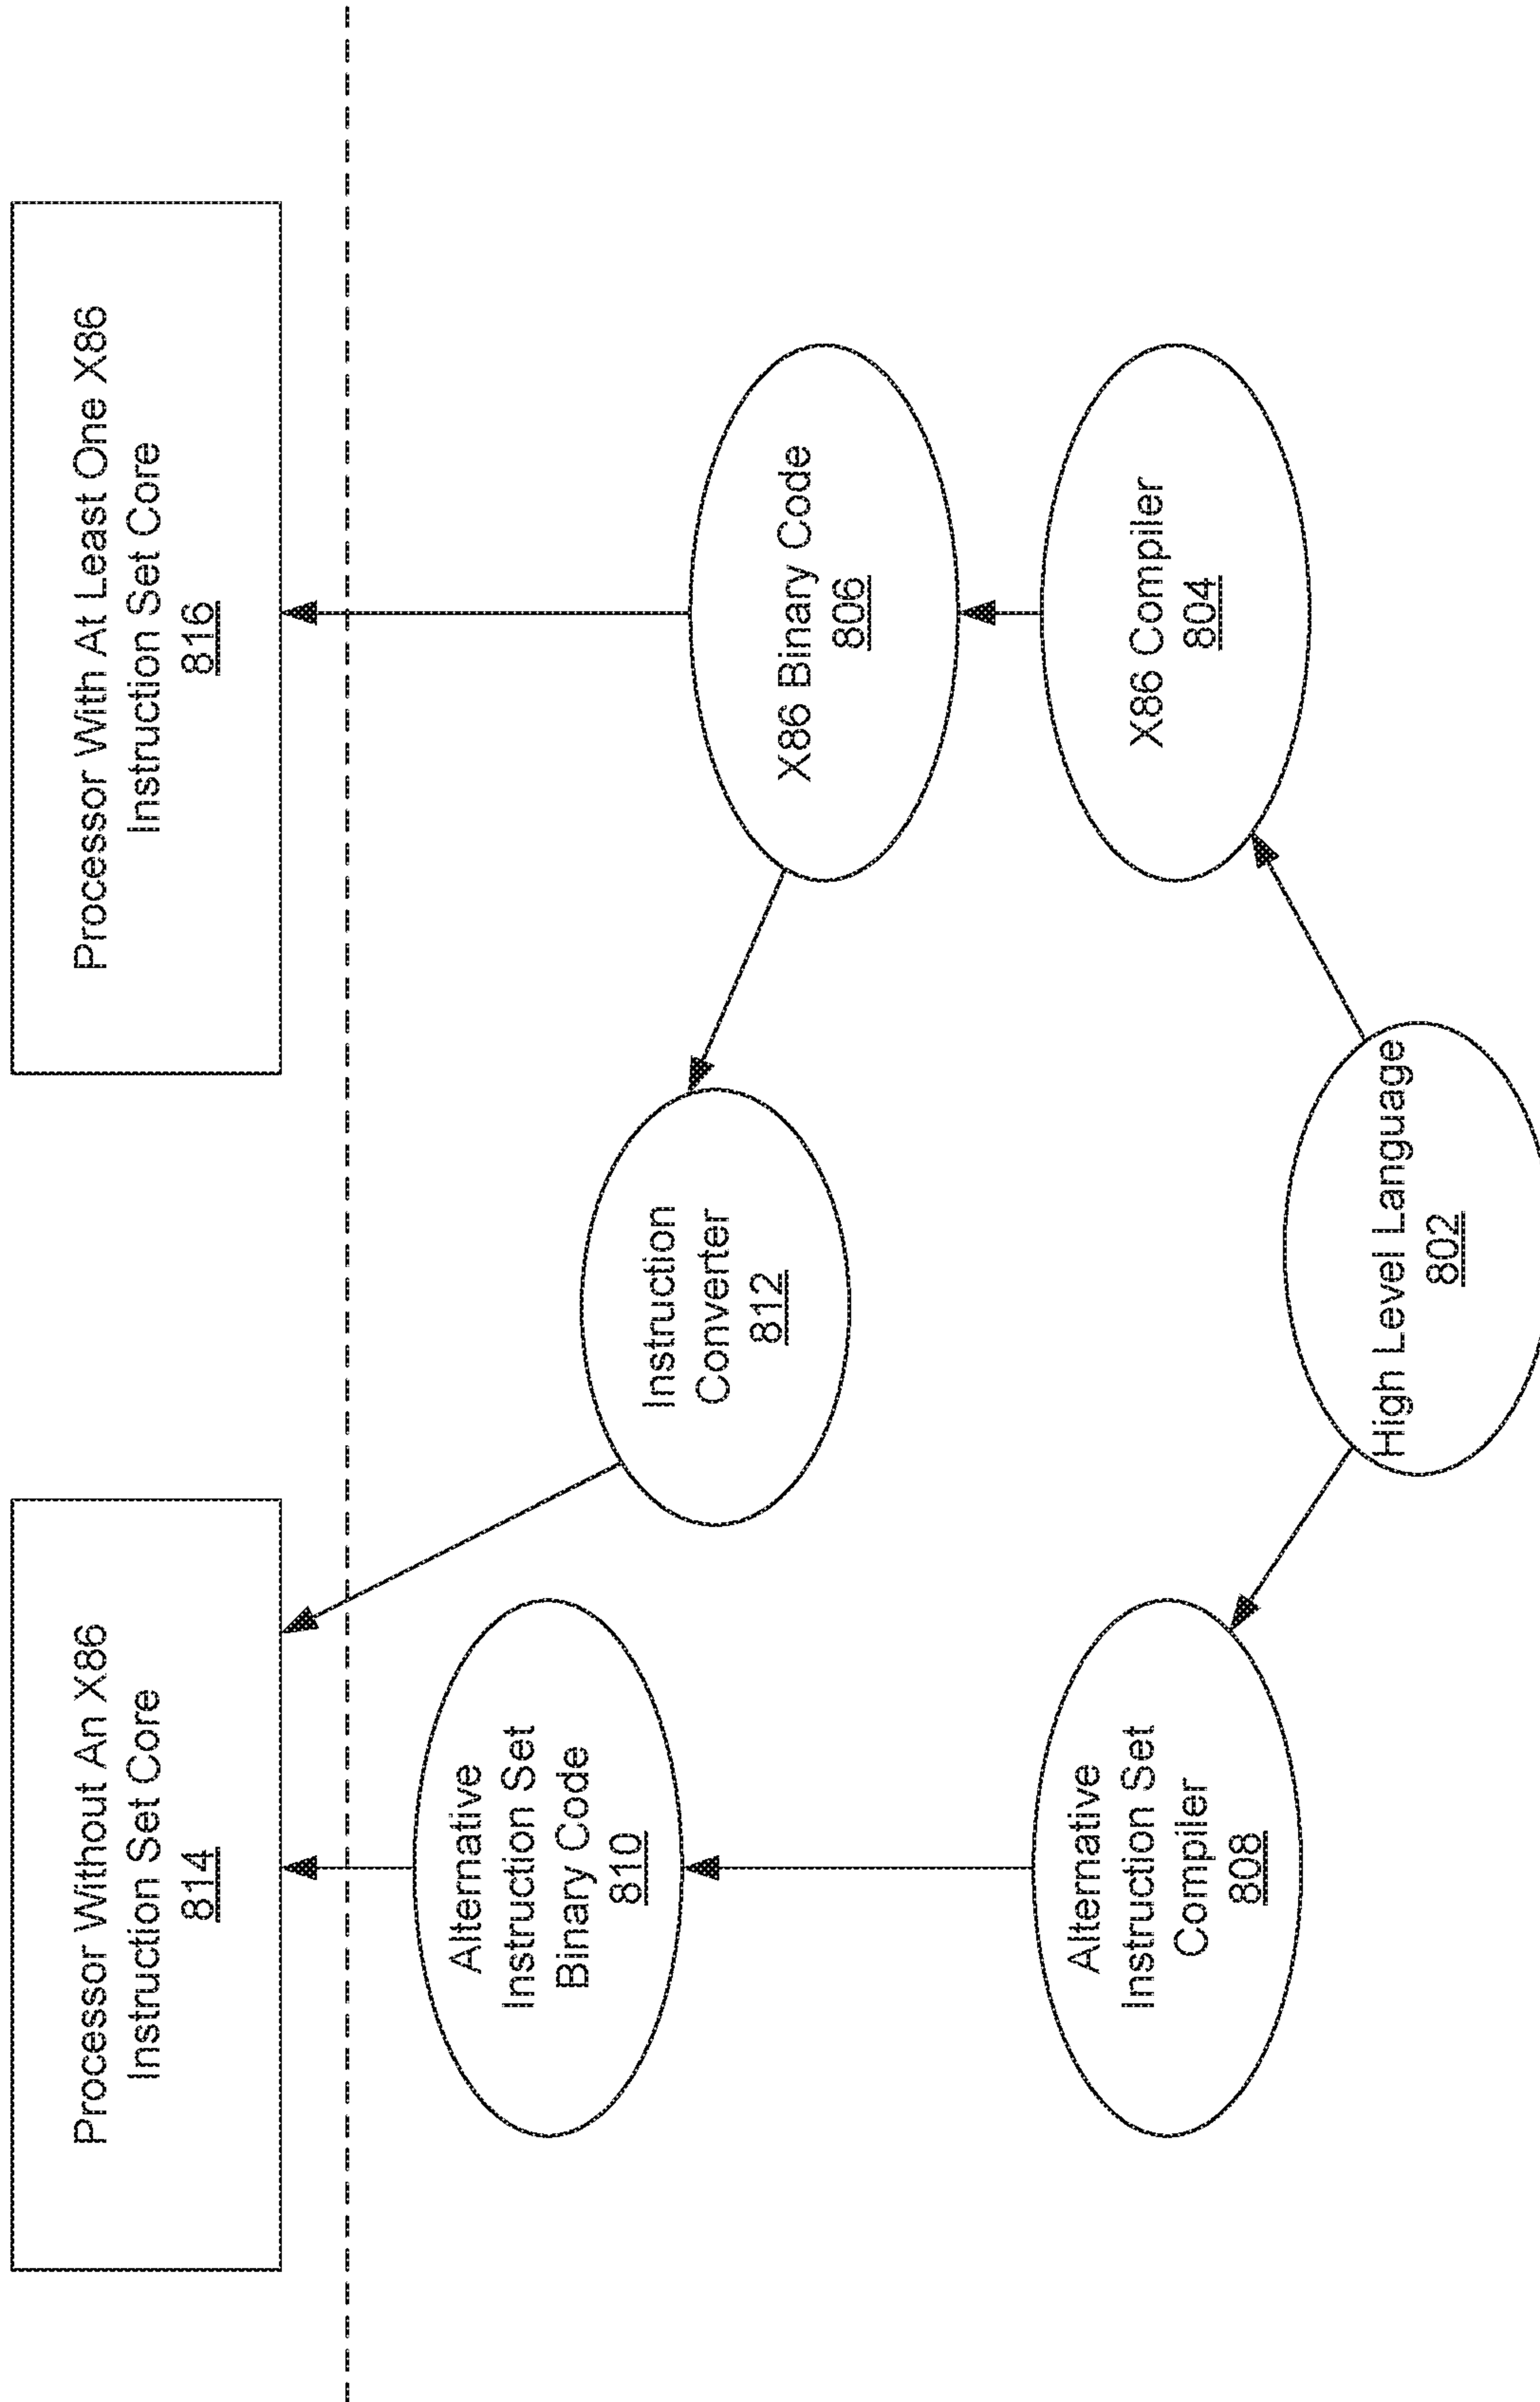 Processor Without An X86
Instruction Set Core
814
Processor With At Least One X86
Instruction Set Core
816
Alternative
Instruction Set
Binary Code
810
Instruction
Converter
812
X86 Binary Code
806
Alternative
Instruction Set
Compiler
808
X86 Compiler
804
High Level Language
802